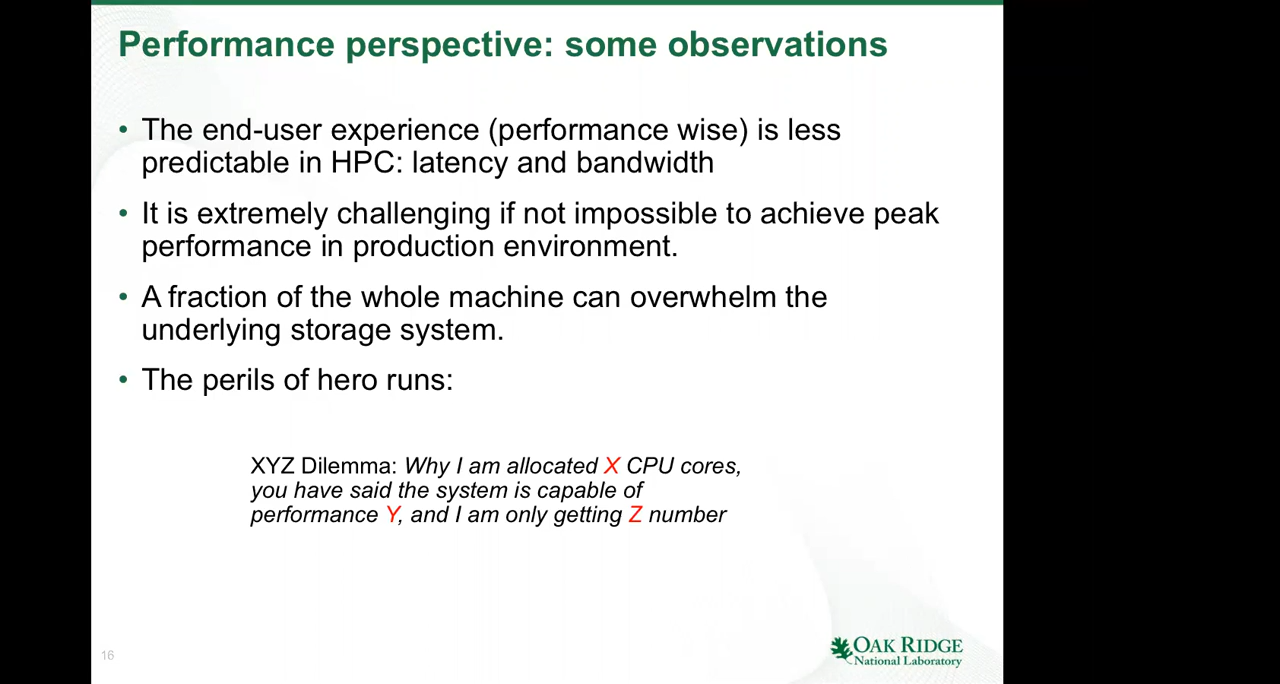 Performance perspective: some observations
• The end-user experience (performance wise) is less
predictable in HPC: latency and bandwidth
• It is extremely challenging if not impossible to achieve peak
performance in production environment.
• A fraction of the whole machine can overwhelm the
underlying storage system.
• The perils of hero runs:
XYZ Dilemma: Why I am allocated X CPU cores,
you have said the system is capable of
performance Y, and I am only getting Z number
16
OAK RIDGE
National Laboratory